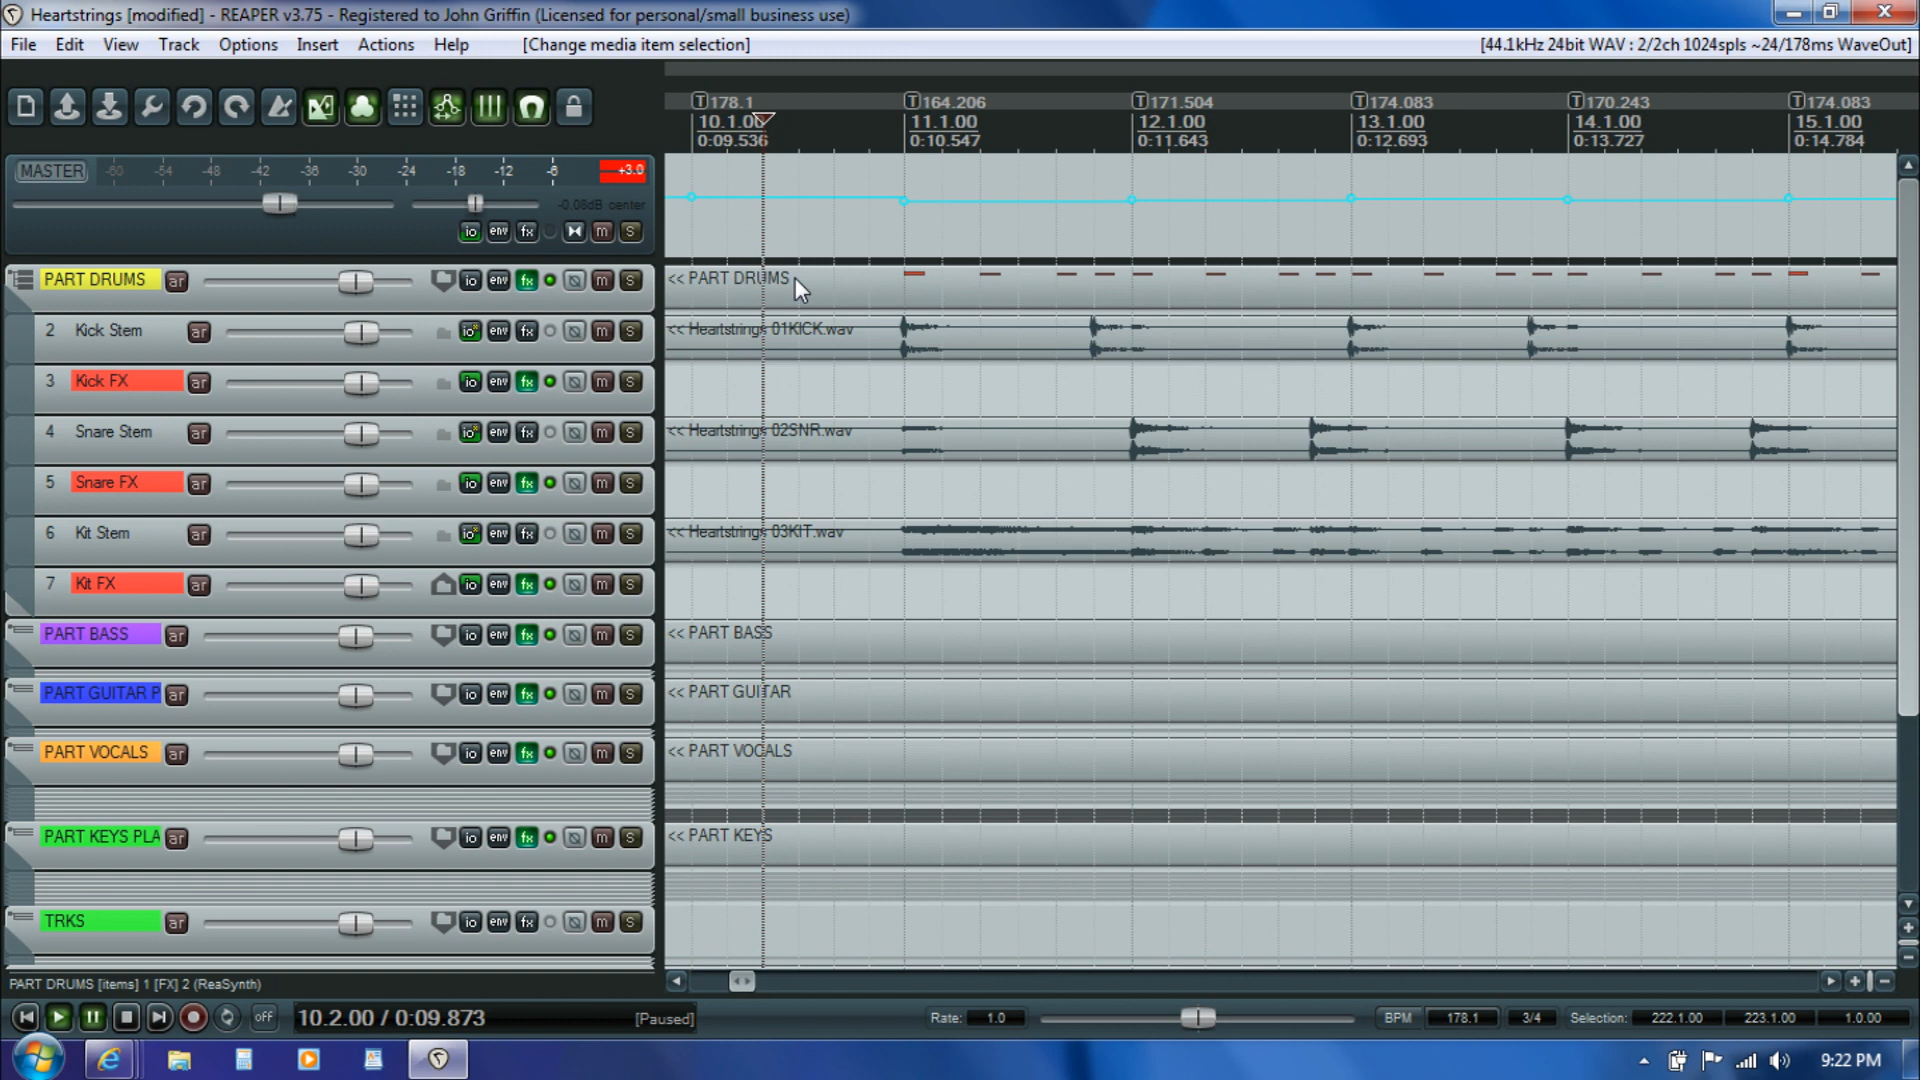 Heartstrings [modified] - REAPER v3.75 - Registered to John Griffin (Licensed for personal/small business use)
File Edit View Track Options Insert Actions Help [Change media item selection] [44.1kHz 24bit WAV : 2/2ch 1024spls ~24/178ms WaveOut]
T 178.1 T 164.206 T 171.504 T 174.083 T 170.243 T 174.083
10.1.00 11.1.00 12.1.00 13.1.00 14.1.00 15.1.00
0:09.536 0:10.547 0:11.643 0:12.693 0:13.727 0:14.784
MASTER -60 -54 -48 -42 -36 -30 -24 -18 -12 -6 +3.0
-0.08dB center
io env fx m S
PART DRUMS ar fx m S << PART DRUMS
2 Kick Stem ar io env fx m S << Heartstrings 01KICK.wav
3 Kick FX ar io env fx m S
4 Snare Stem ar io env fx m S << Heartstrings 02SNR.wav
5 Snare FX ar io env fx m S
6 Kit Stem ar io env fx m S << Heartstrings 03KIT.wav
7 Kit FX ar io env fx m S
PART BASS ar io env fx m S << PART BASS
PART GUITAR P ar io env fx m S << PART GUITAR
PART VOCALS ar io env fx m S << PART VOCALS
PART KEYS PLA ar io env fx m S << PART KEYS
TRKS ar io env fx m S
PART DRUMS [items] 1 [FX] 2 (ReaSynth)
off 10.2.00 / 0:09.873 [Paused] Rate: 1.0 BPM 178.1 3/4 Selection: 222.1.00 223.1.00 1.0.00
9:22 PM